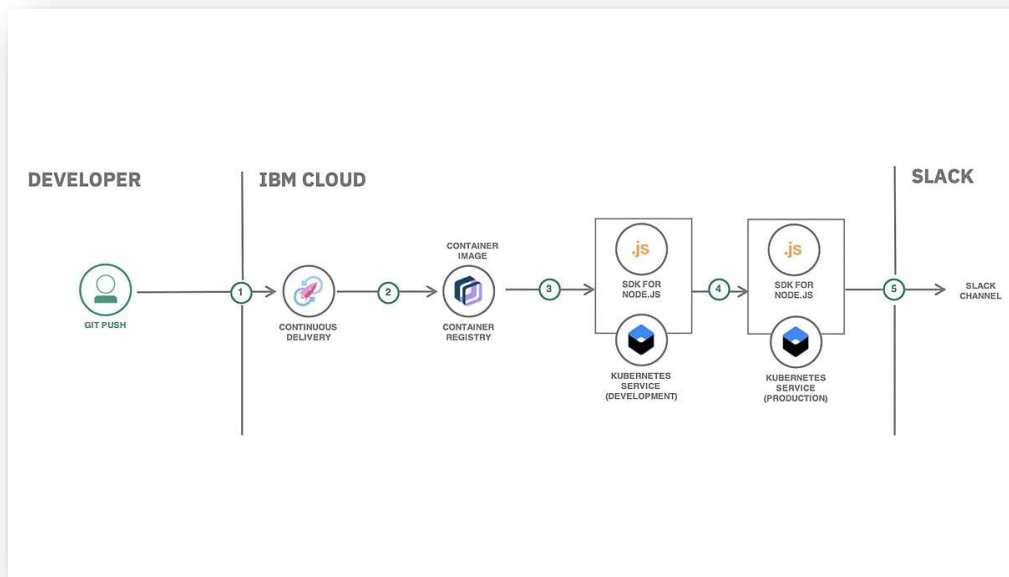 DEVELOPER
IBM CLOUD
SLACK
GIT PUSH
1
CONTINUOUS
DELIVERY
2
CONTAINER
IMAGE
CONTAINER
REGISTRY
3
.js
SDK FOR
NODE.JS
KUBERNETES
SERVICE
(DEVELOPMENT)
4
.js
SDK FOR
NODE.JS
KUBERNETES
SERVICE
(PRODUCTION)
5
SLACK
CHANNEL